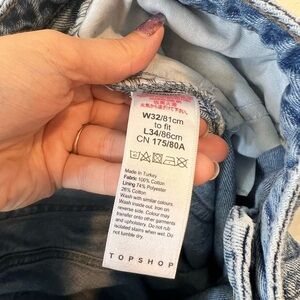 W32/81cm
to fit
L34/86cm
CN 175/80A
Made in Turkey
Fabric 100% Cotton
Lining 74% Polyester
26% Cotton
Wash with similar colours.
Wash inside out. Iron on
reverse side. Colour may
transfer onto other garments
and upholstery. Do not rub
isolated stains when wet. Do
not tumble dry.
TOPSHOP